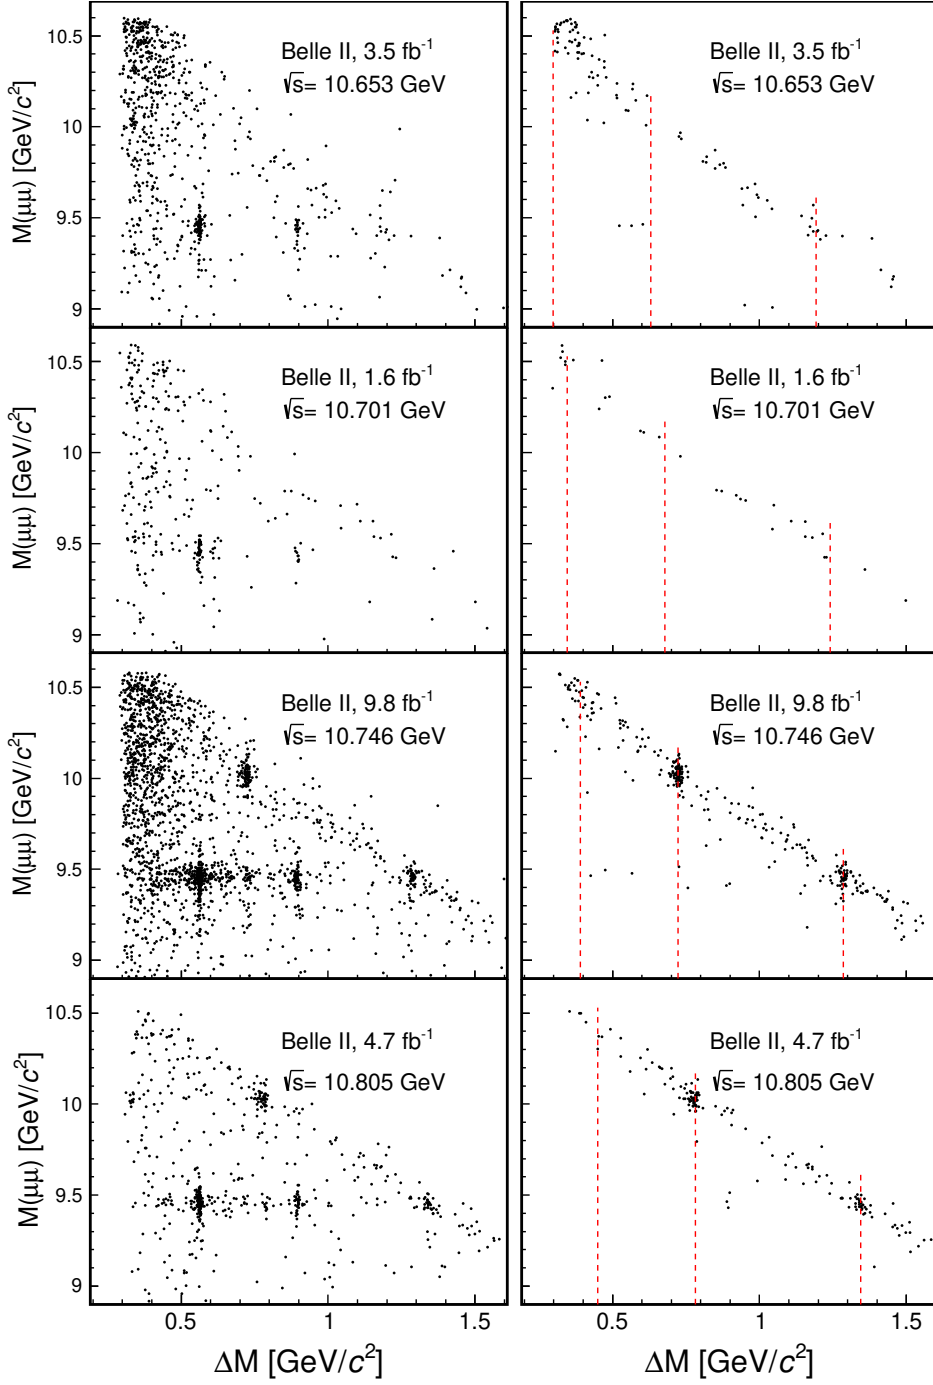 10.5
10
9.5
9
M(μμ) [GeV/c²]
Belle II, 3.5 fb⁻¹
√s= 10.653 GeV
Belle II, 3.5 fb⁻¹
√s= 10.653 GeV
10.5
10
9.5
9
M(μμ) [GeV/c²]
Belle II, 1.6 fb⁻¹
√s= 10.701 GeV
Belle II, 1.6 fb⁻¹
√s= 10.701 GeV
10.5
10
9.5
9
M(μμ) [GeV/c²]
Belle II, 9.8 fb⁻¹
√s= 10.746 GeV
Belle II, 9.8 fb⁻¹
√s= 10.746 GeV
10.5
10
9.5
9
M(μμ) [GeV/c²]
Belle II, 4.7 fb⁻¹
√s= 10.805 GeV
Belle II, 4.7 fb⁻¹
√s= 10.805 GeV
0.5 1 1.5
0.5 1 1.5
ΔM [GeV/c²]
ΔM [GeV/c²]